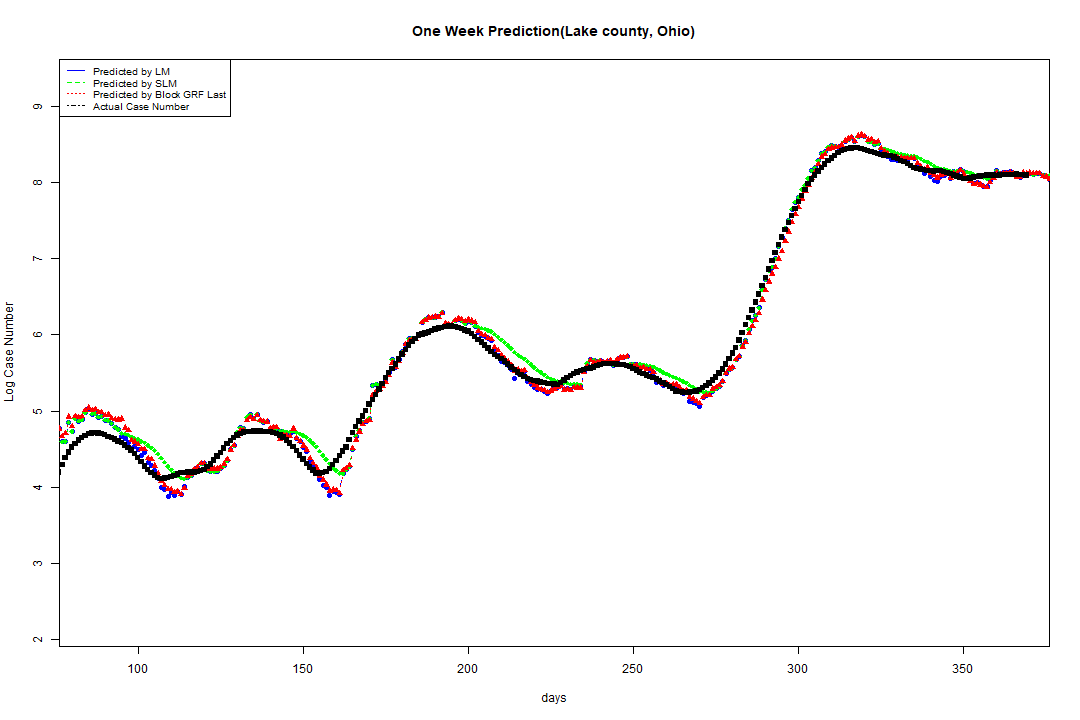 One Week Prediction(Lake county, Ohio)
Predicted by LM
Predicted by SLM
Predicted by Block GRF Last
Actual Case Number
9
8
7
6
5
4
3
2
Log Case Number
100 150 200 250 300 350
days